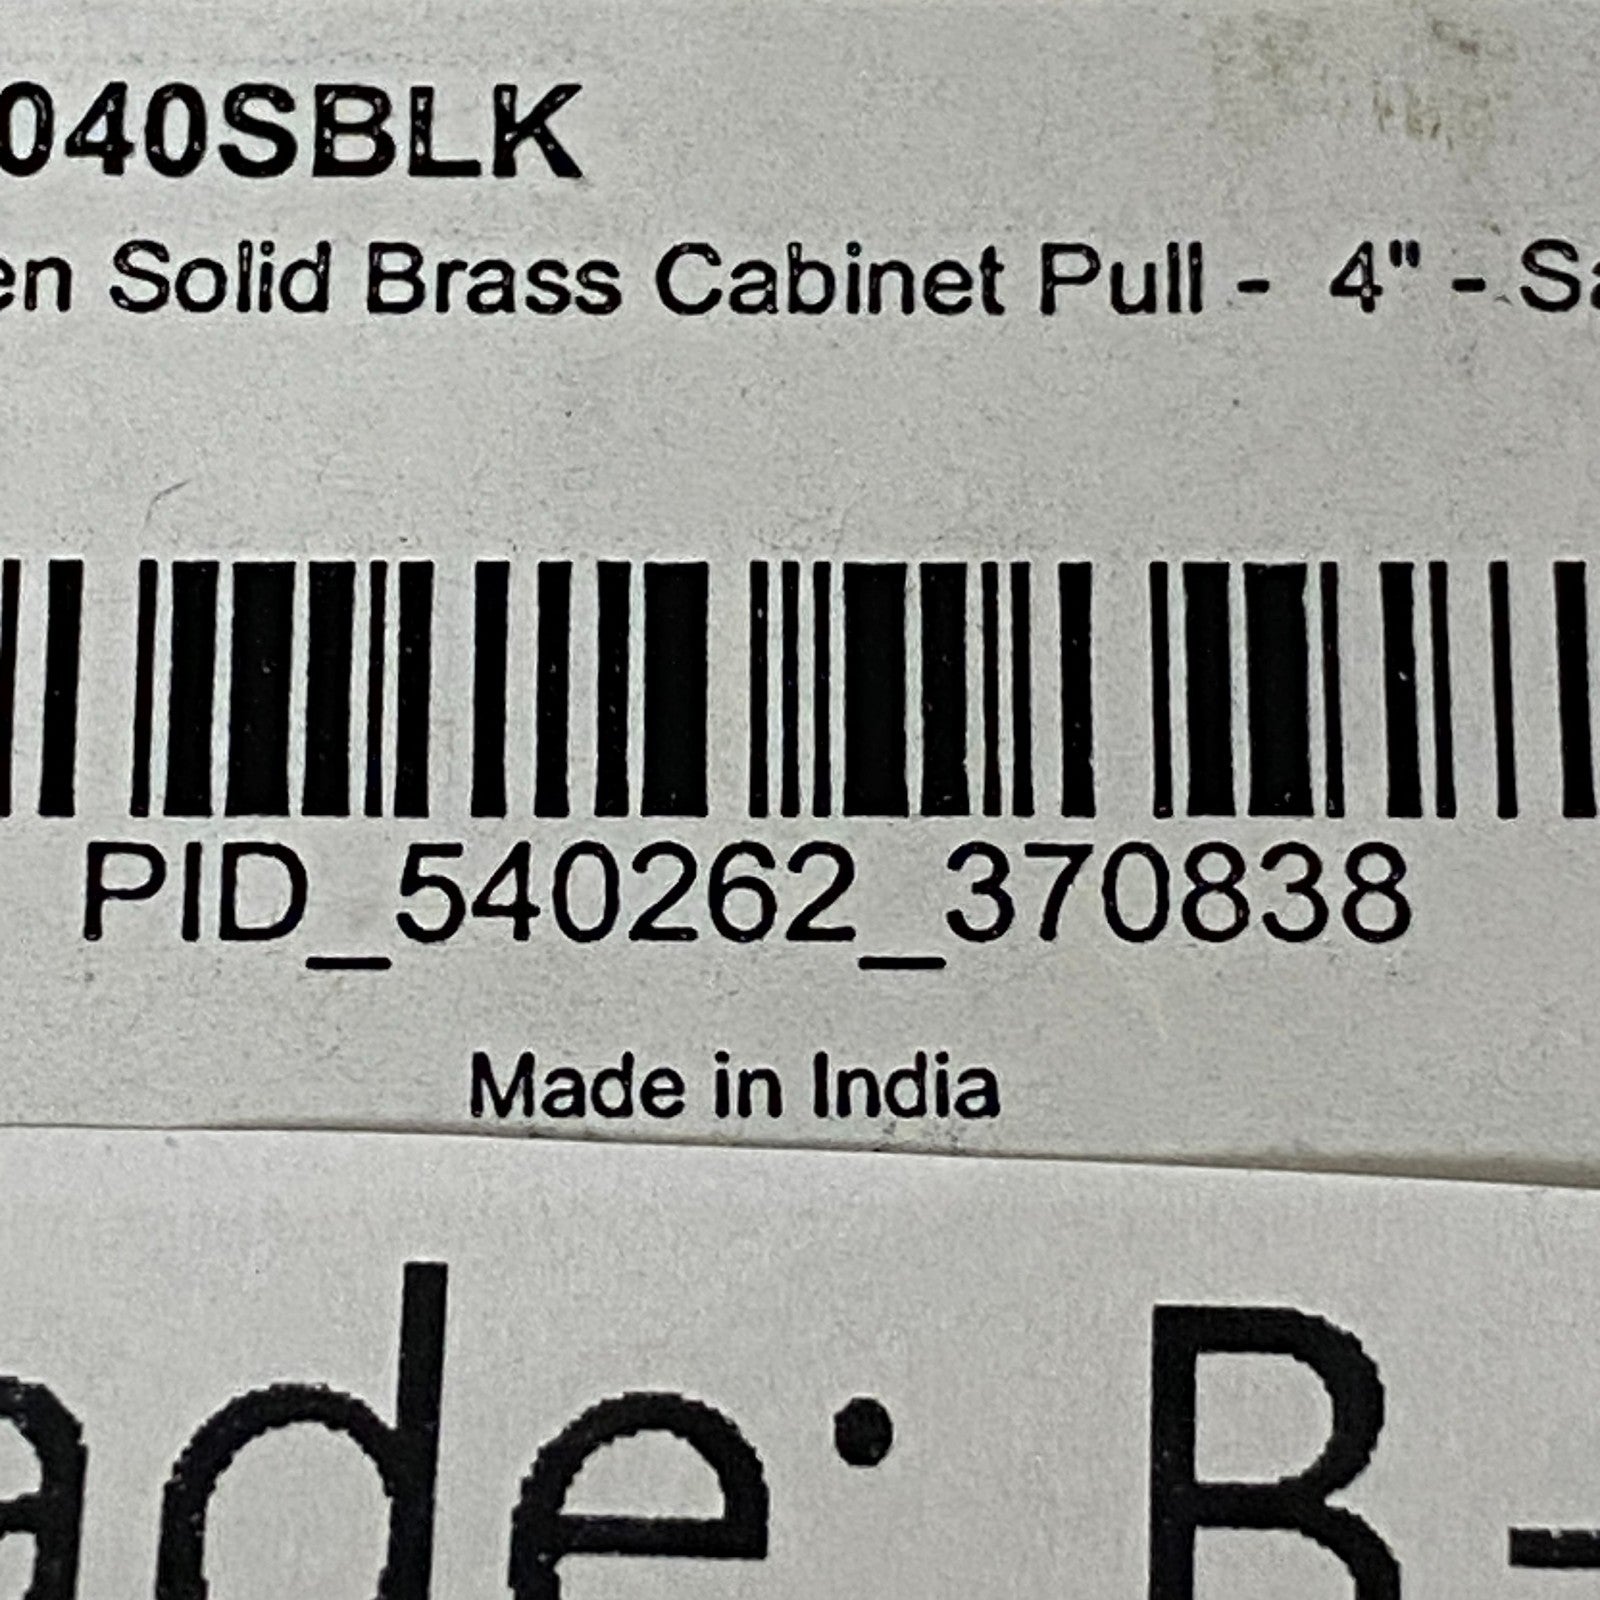 040SBLK
en Solid Brass Cabinet Pull - 4" - Sa
PID_540262_370838
Made in India
ade: B-